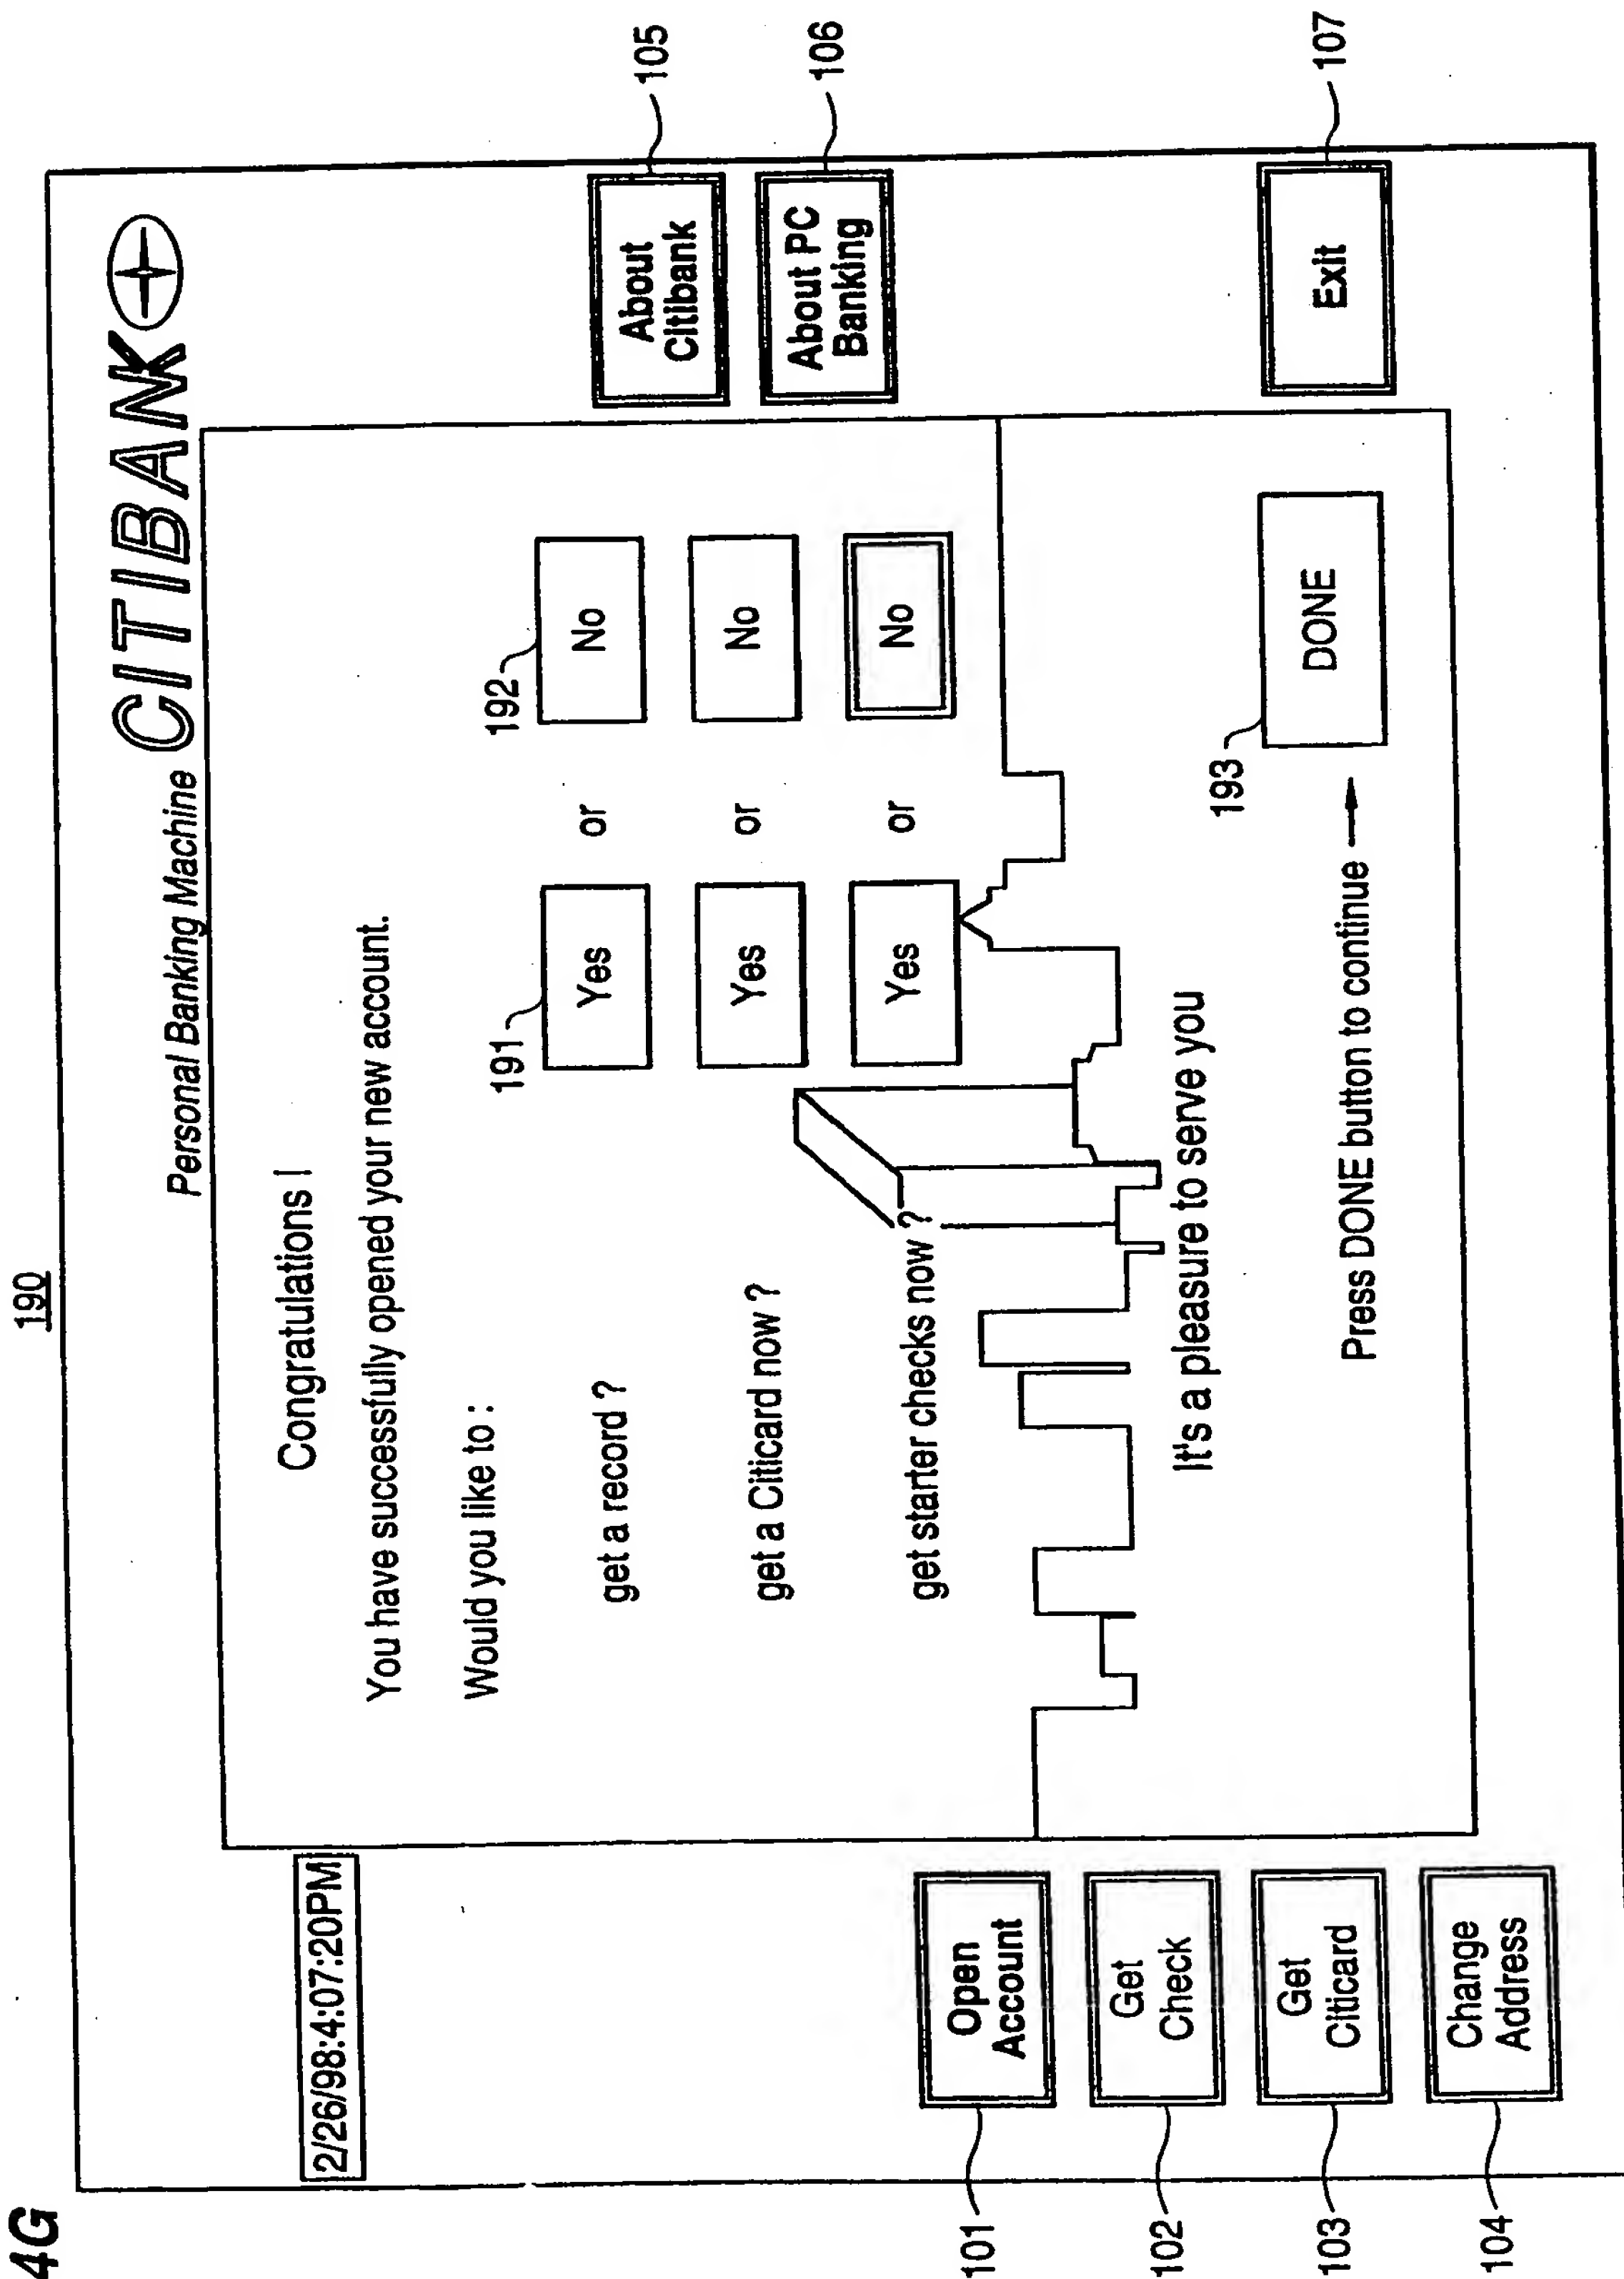 4G
190
Personal Banking Machine CITIBANK
2/26/98:4:07:20PM
Congratulations !
You have successfully opened your new account.
Would you like to :
191
192
get a record ? Yes or No
get a Citicard now ? Yes or No
get starter checks now ? Yes or No
It's a pleasure to serve you
193
Press DONE button to continue DONE
101
Open
Account
102
Get
Check
103
Get
Citicard
104
Change
Address
About
Citibank
105
About PC
Banking
106
Exit
107